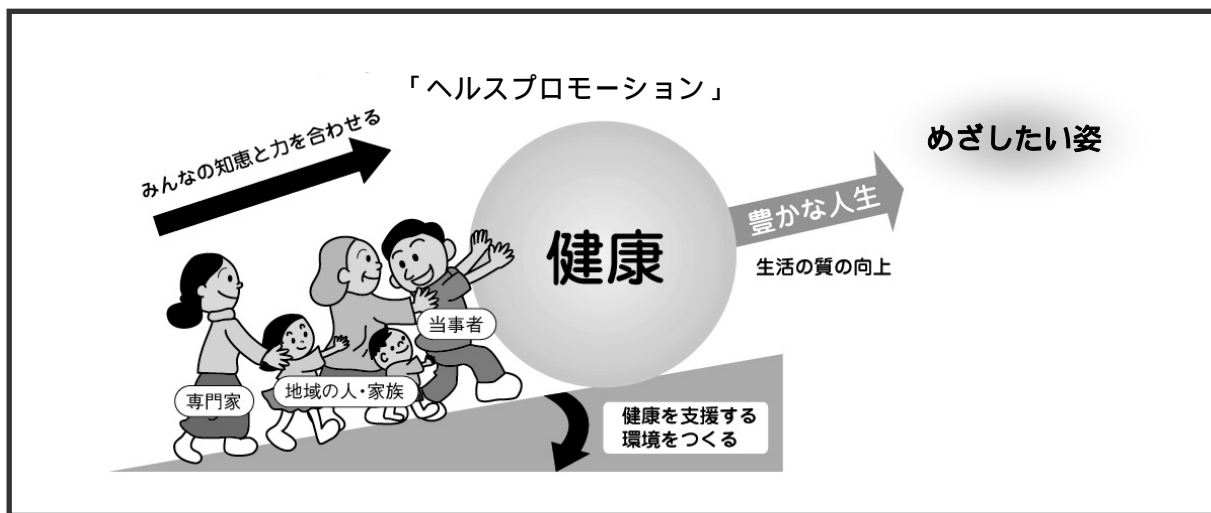 「ヘルスプロモーション」
めざしたい姿
みんなの知恵と力を合わせる
豊かな人生
健康
生活の質の向上
当事者
地域の人・家族
専門家
健康を支援する
環境をつくる